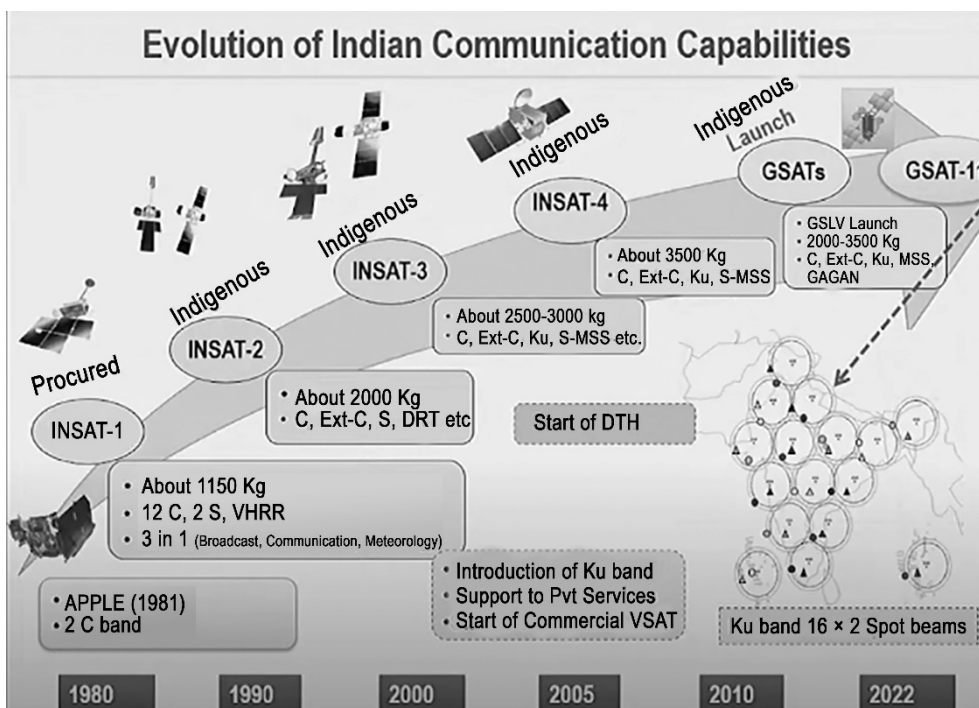 Evolution of Indian Communication Capabilities
Procured
INSAT-1
Indigenous
INSAT-2
Indigenous
INSAT-3
Indigenous
INSAT-4
Indigenous
Launch
GSATs
GSAT-11
• GSLV Launch
• 2000-3500 Kg
• C, Ext-C, Ku, MSS,
GAGAN
• About 3500 Kg
• C, Ext-C, Ku, S-MSS
• About 2500-3000 kg
• C, Ext-C, Ku, S-MSS etc.
• About 2000 Kg
• C, Ext-C, S, DRT etc
Start of DTH
• About 1150 Kg
• 12 C, 2 S, VHRR
• 3 in 1 (Broadcast, Communication, Meteorology)
• Introduction of Ku band
• Support to Pvt Services
• Start of Commercial VSAT
• APPLE (1981)
• 2 C band
Ku band 16 × 2 Spot beams
1980
1990
2000
2005
2010
2022